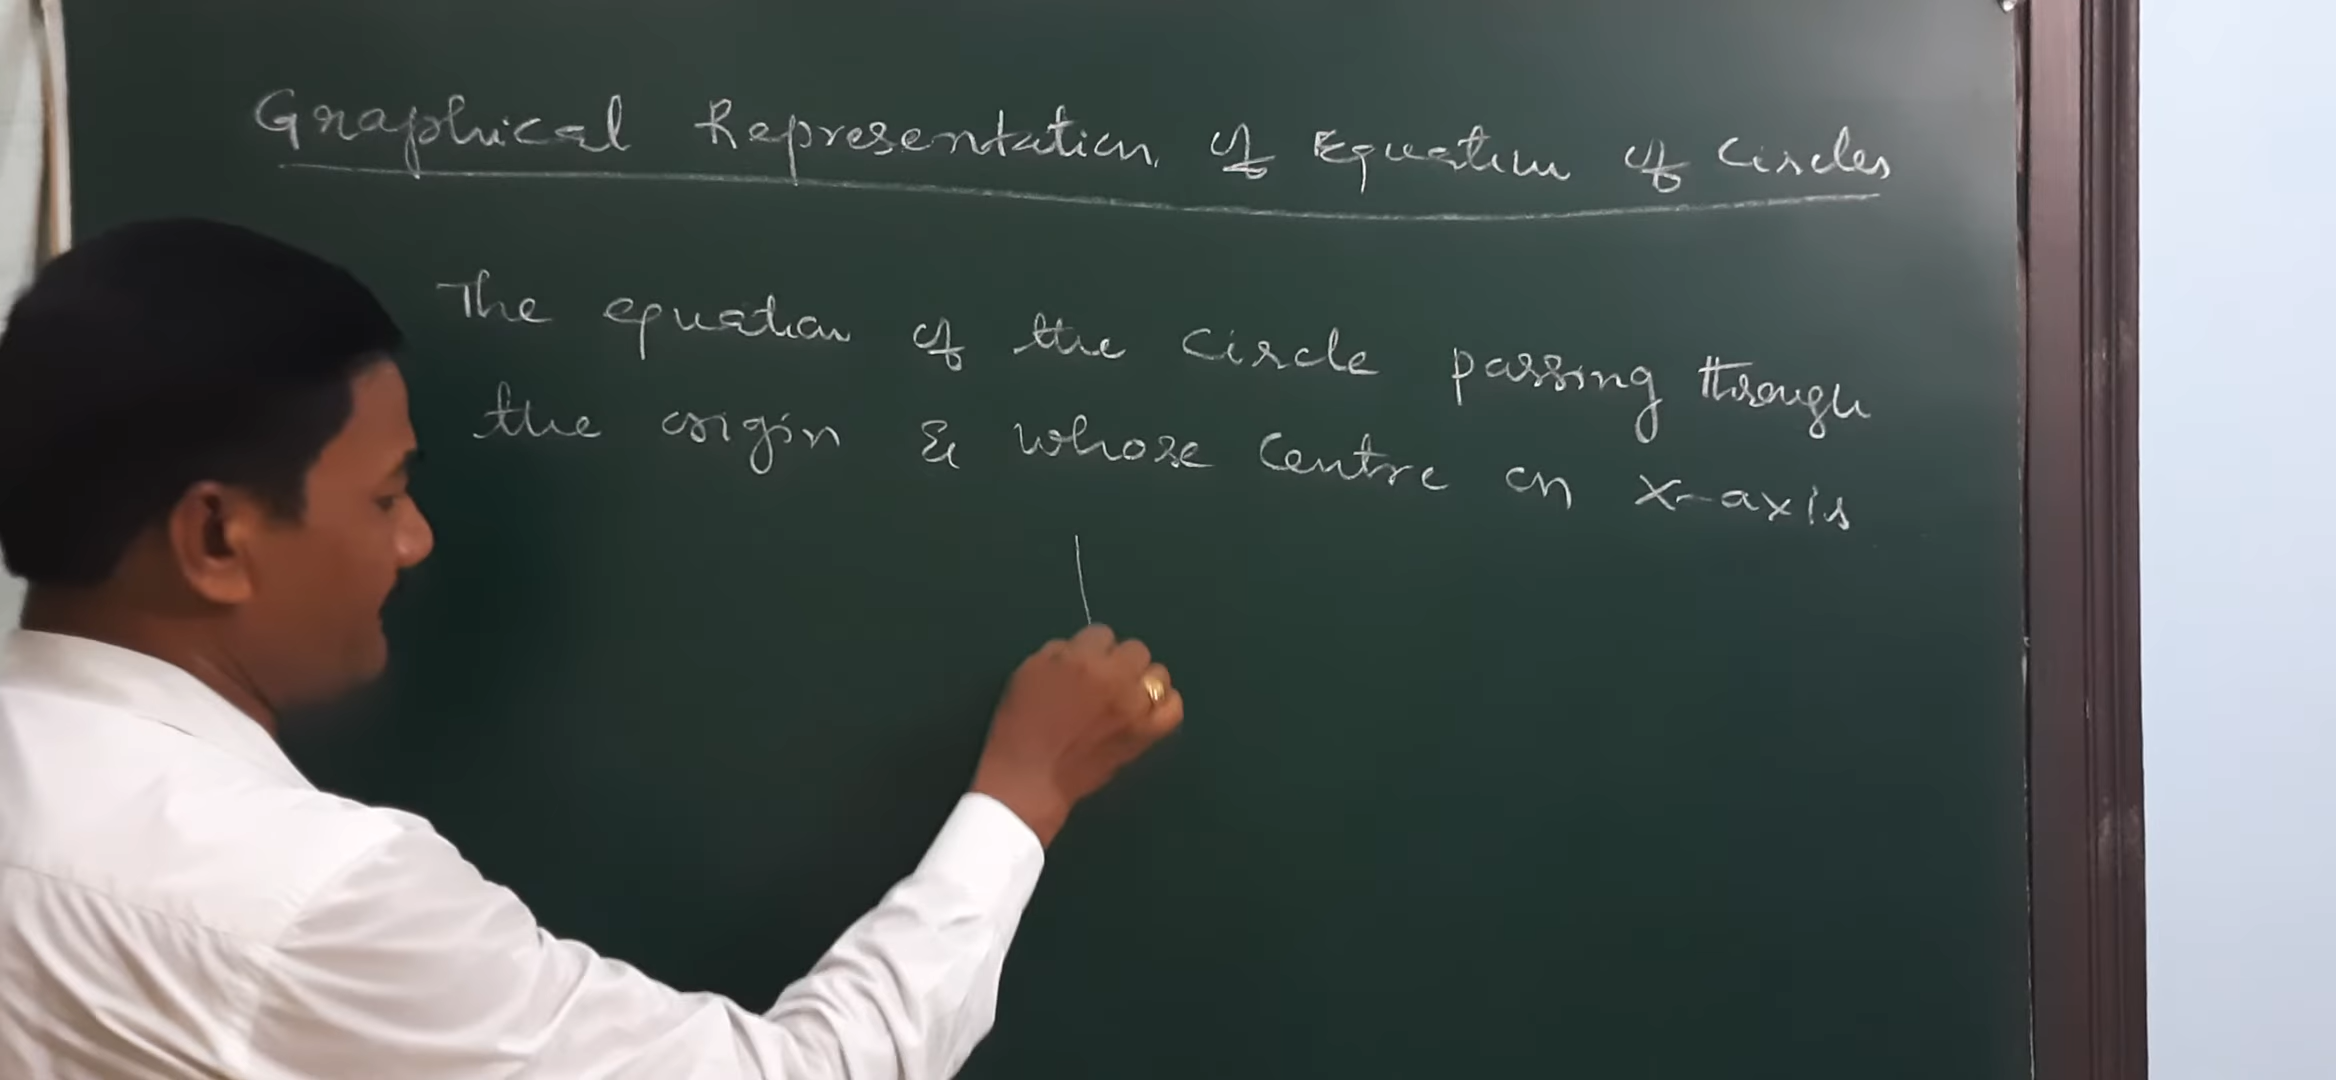 Graphical Representation of Equation of Circles
The equation of the Circle passing through
the origin & whose Centre on X-axis